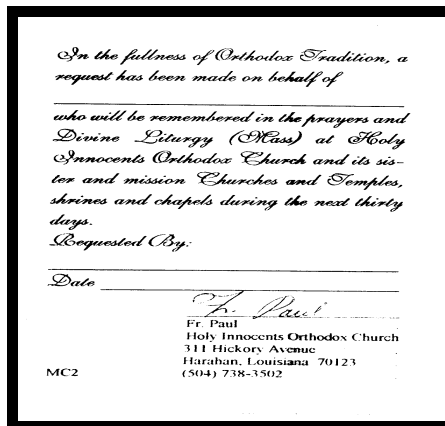 In the fullness of Orthodox Tradition, a
request has been made on behalf of
who will be remembered in the prayers and
Divine Liturgy (Mass) at Holy
Innocents Orthodox Church and its sis-
ter and mission Churches and Temples,
shrines and chapels during the next thirty
days.
Requested By:
Date
Fr. Paul
Fr. Paul
Holy Innocents Orthodox Church
311 Hickory Avenue
Harahan, Louisiana 70123
MC2 (504) 738-3502